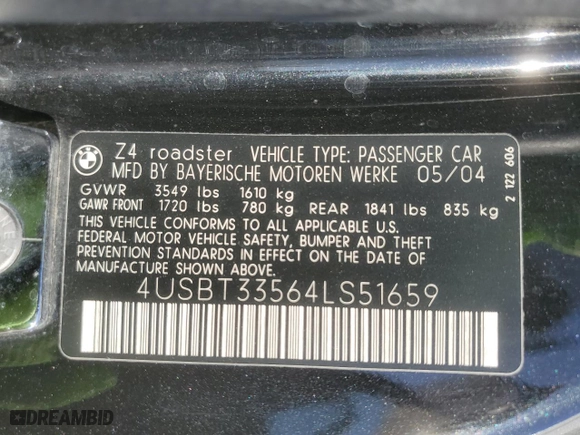 BMW
Z4 roadster VEHICLE TYPE: PASSENGER CAR
MFD BY BAYERISCHE MOTOREN WERKE 05/04
GVWR 3549 lbs 1610 kg
GAWR FRONT 1720 lbs 780 kg REAR 1841 lbs 835 kg
THIS VEHICLE CONFORMS TO ALL APPLICABLE U.S.
FEDERAL MOTOR VEHICLE SAFETY, BUMPER AND THEFT
PREVENTION STANDARDS IN EFFECT ON THE DATE OF
MANUFACTURE SHOWN ABOVE.
4USBT33564LS51659
2 122 606
DREAMBID